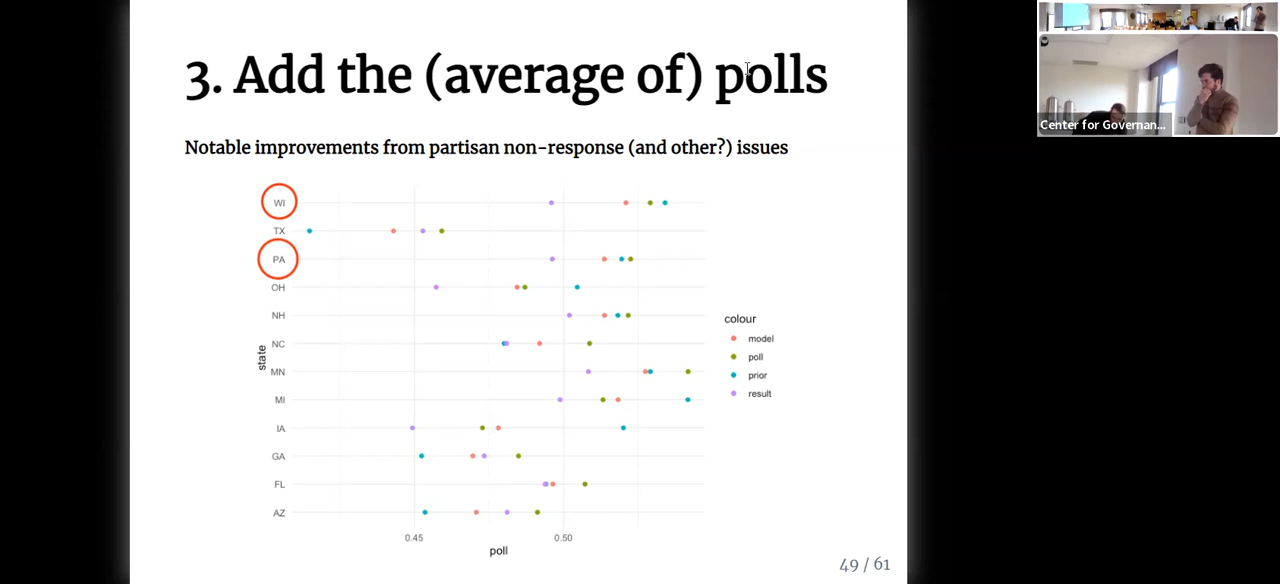 3. Add the (average of) polls
Notable improvements from partisan non-response (and other?) issues
WI
TX
PA
OH
NH
NC
MN
MI
IA
GA
FL
AZ
state
0.45
0.50
poll
colour
model
poll
prior
result
49 / 61
Center for Governan...